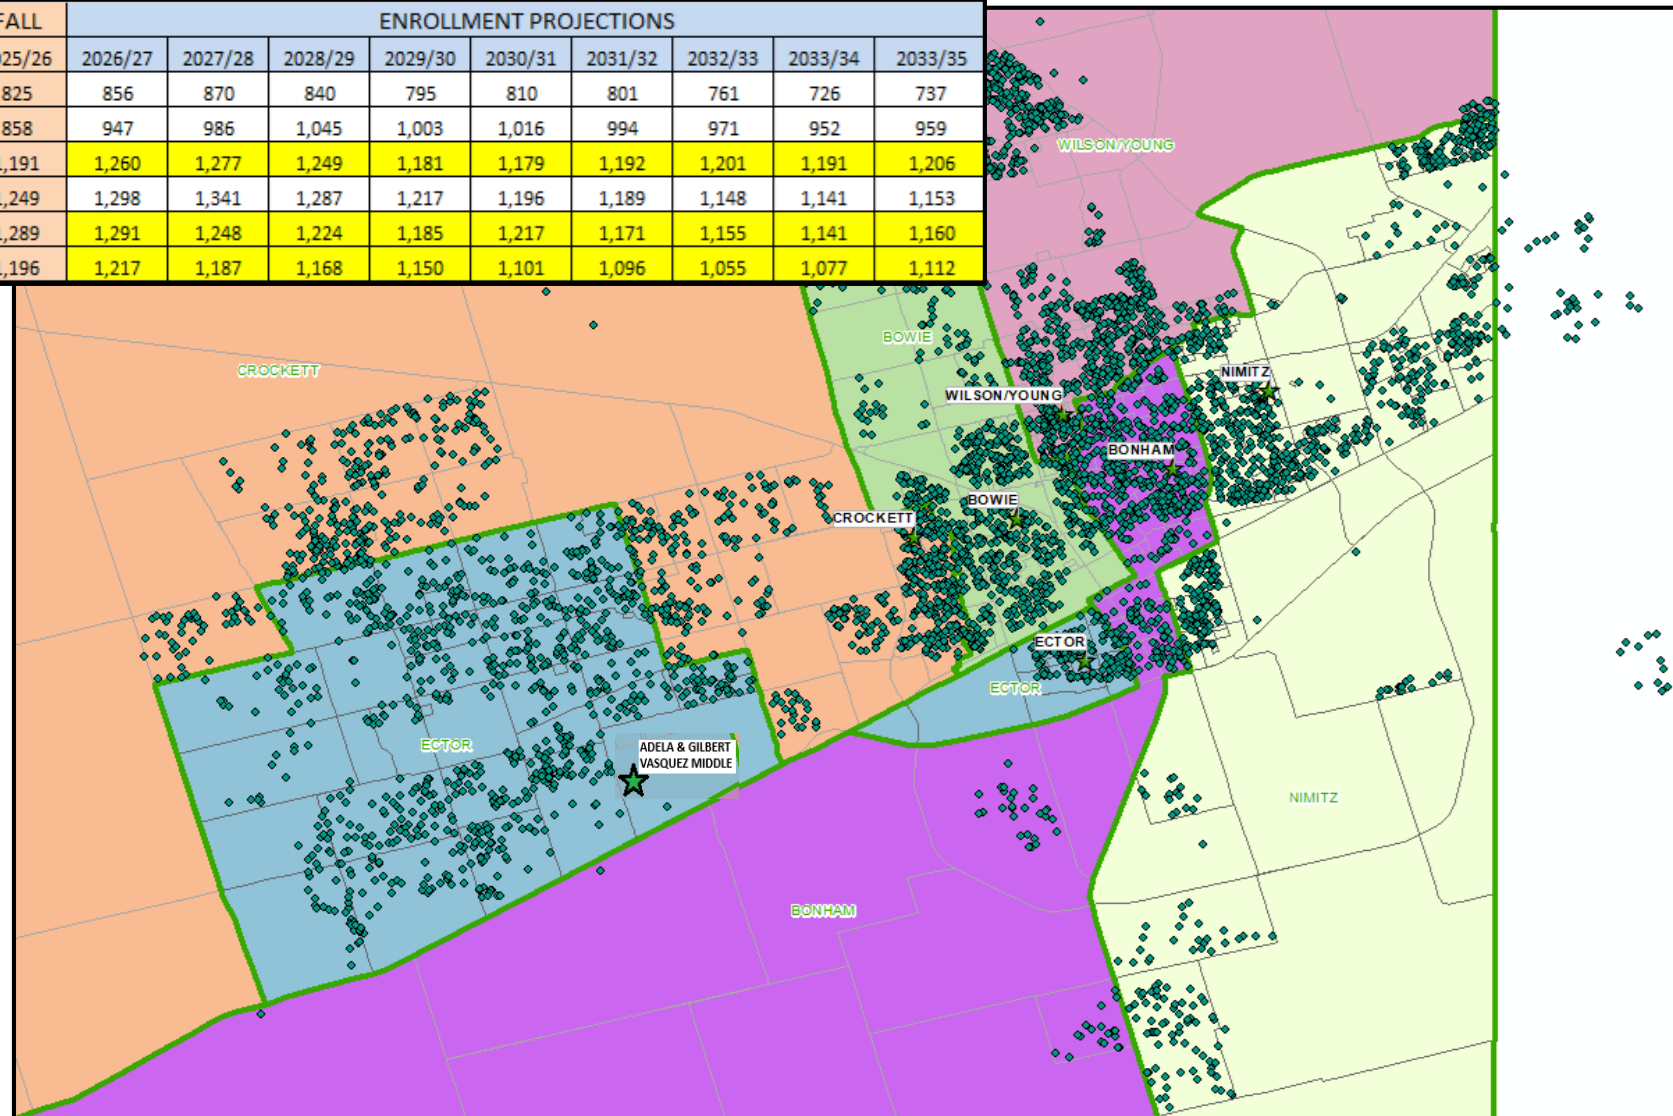 FALL ENROLLMENT PROJECTIONS
25/26 2026/27 2027/28 2028/29 2029/30 2030/31 2031/32 2032/33 2033/34 2033/35
825 856 870 840 795 810 801 761 726 737
858 947 986 1,045 1,003 1,016 994 971 952 959
,191 1,260 1,277 1,249 1,181 1,179 1,192 1,201 1,191 1,206
,249 1,298 1,341 1,287 1,217 1,196 1,189 1,148 1,141 1,153
,289 1,291 1,248 1,224 1,185 1,217 1,171 1,155 1,141 1,160
,196 1,217 1,187 1,168 1,150 1,101 1,096 1,055 1,077 1,112
WILSON/YOUNG
BOWIE
CROCKETT
NIMITZ
WILSON/YOUNG
BONHAM
BOWIE
CROCKETT
ECTOR
ECTOR
ECTOR
ADELA & GILBERT
VASQUEZ MIDDLE
NIMITZ
BONHAM